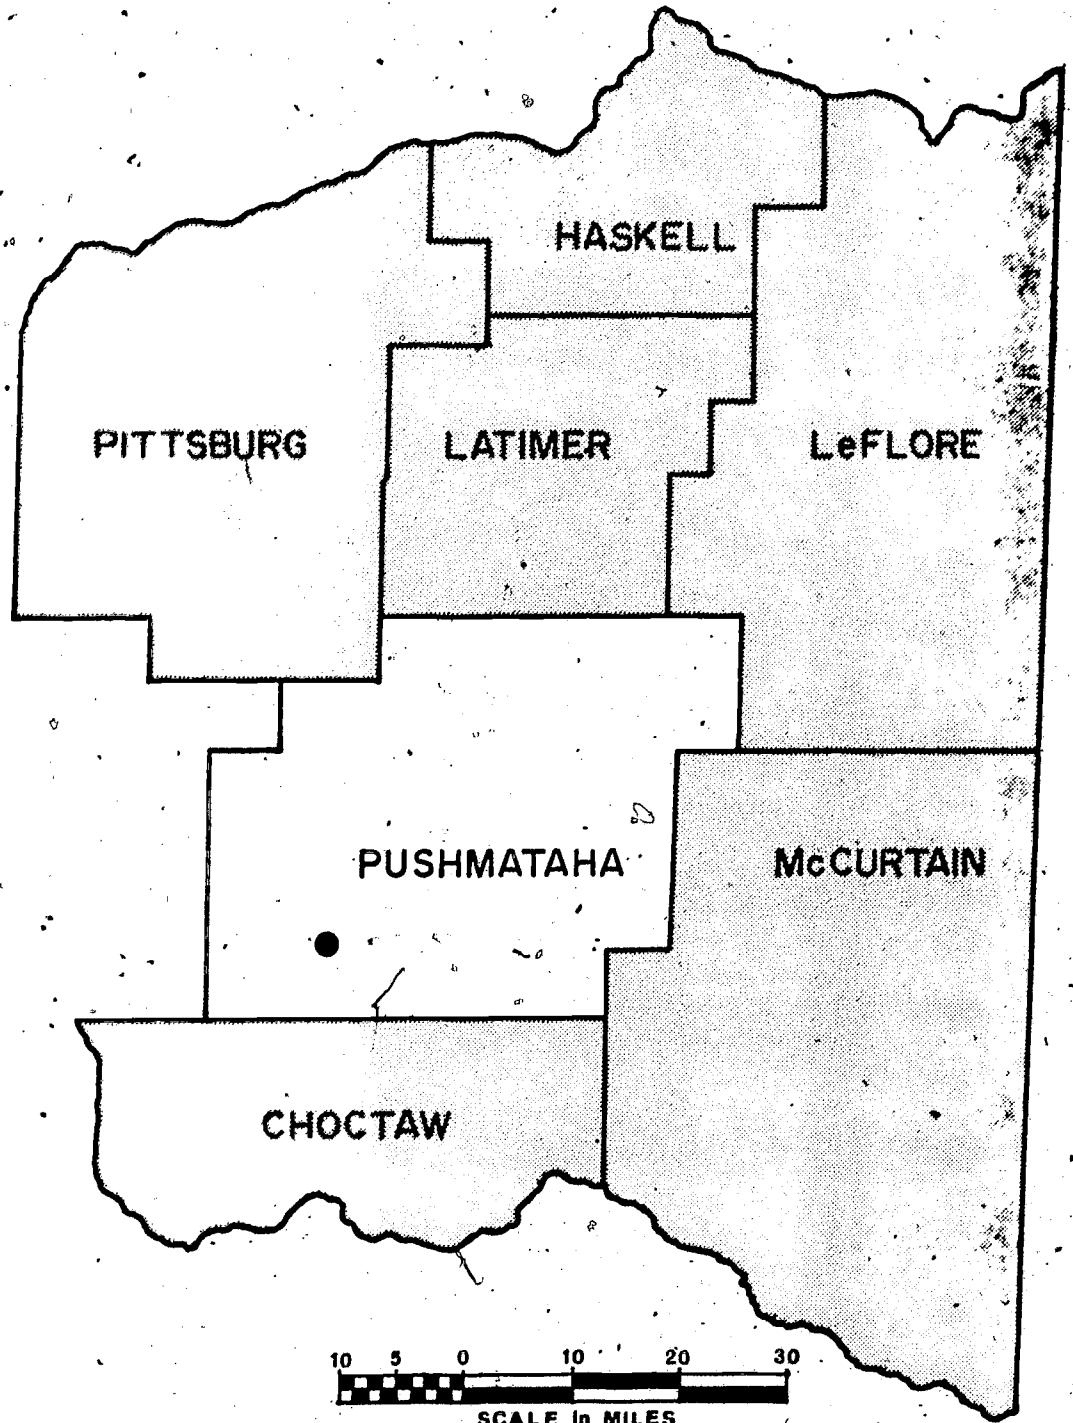 HASKELL
PITTSBURG LATIMER LeFLORE
PUSHMATAHA McCURTAIN
CHOCTAW
10 5 0 10 20 30
SCALE in MILES